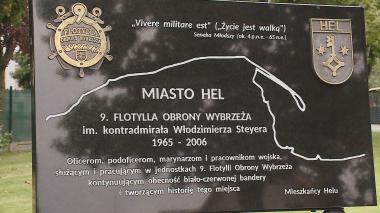 „Vivere militare est" („Życie jest walką")
Seneka Młodszy (ok. 4 p.n.e. - 65 n.e.)
FLOTYLLA
HEL
MIASTO HEL
9. FLOTYLLA OBRONY WYBRZEŻA
im. kontradmirała Włodzimierza Steyera
1965 - 2006
Oficerom, podoficerom, marynarzom i pracownikom wojska,
służącym i pracującym w jednostkach 9. Flotylli Obrony Wybrzeża
kontynuującym obecność biało-czerwonej bandery
i tworzącym historię tego miejsca
Mieszkańcy Helu